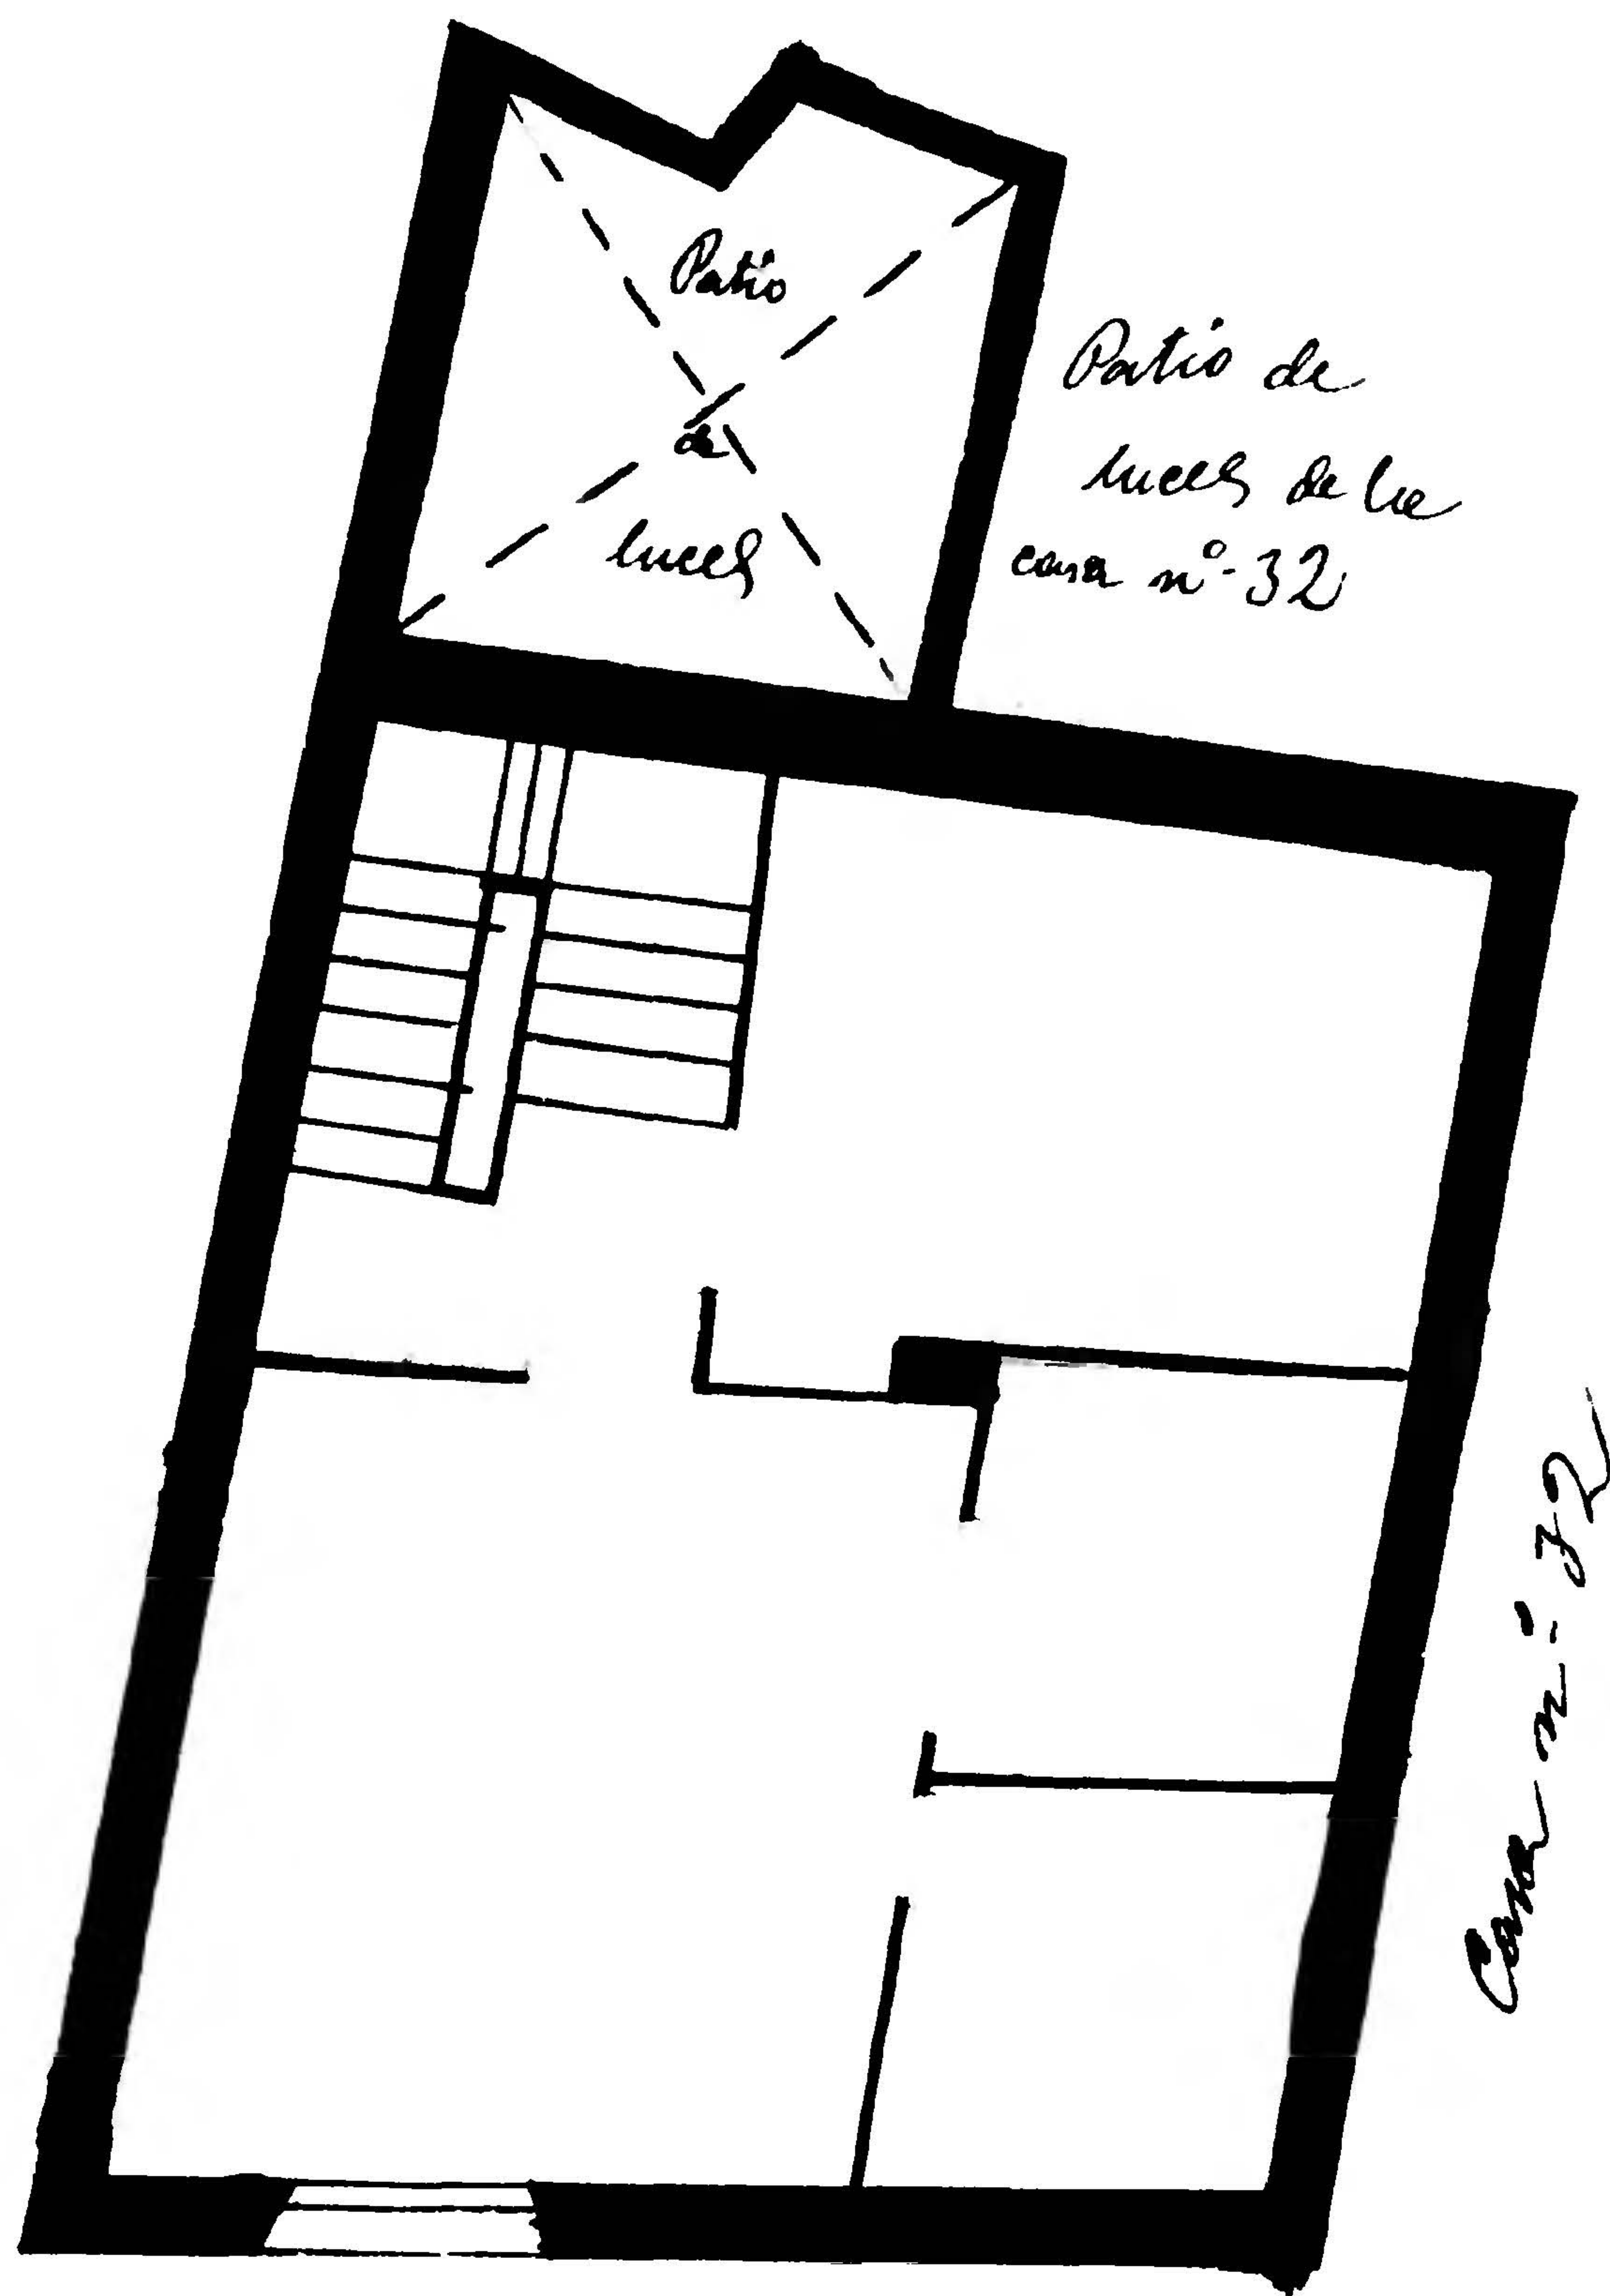 Patio
de
luces
Patio de
luces de la
casa nº 32
Casa nº 32